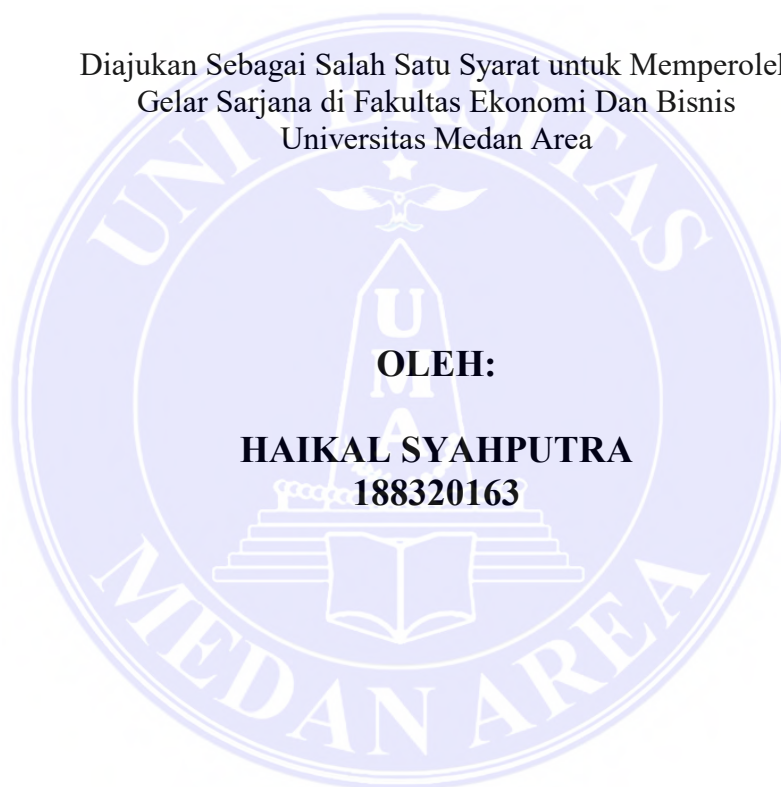 Diajukan Sebagai Salah Satu Syarat untuk Memperoleh
Gelar Sarjana di Fakultas Ekonomi Dan Bisnis
Universitas Medan Area
UNIVERSITAS
UMA
OLEH:
HAIKAL SYAHPUTRA
188320163
MEDAN AREA